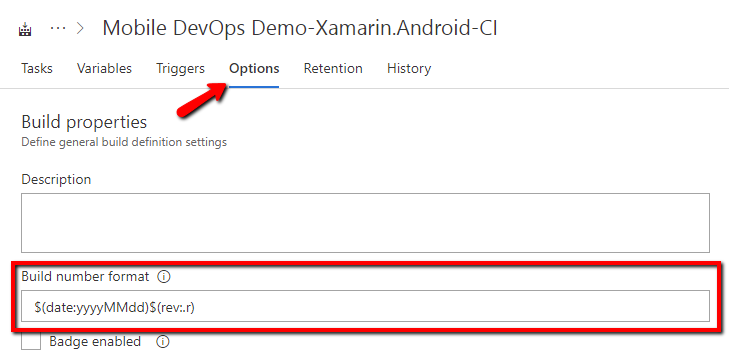 ··· > Mobile DevOps Demo-Xamarin.Android-CI
Tasks Variables Triggers Options Retention History
Build properties
Define general build definition settings
Description
Build number format
$(date:yyyyMMdd)$(rev:.r)
Badge enabled